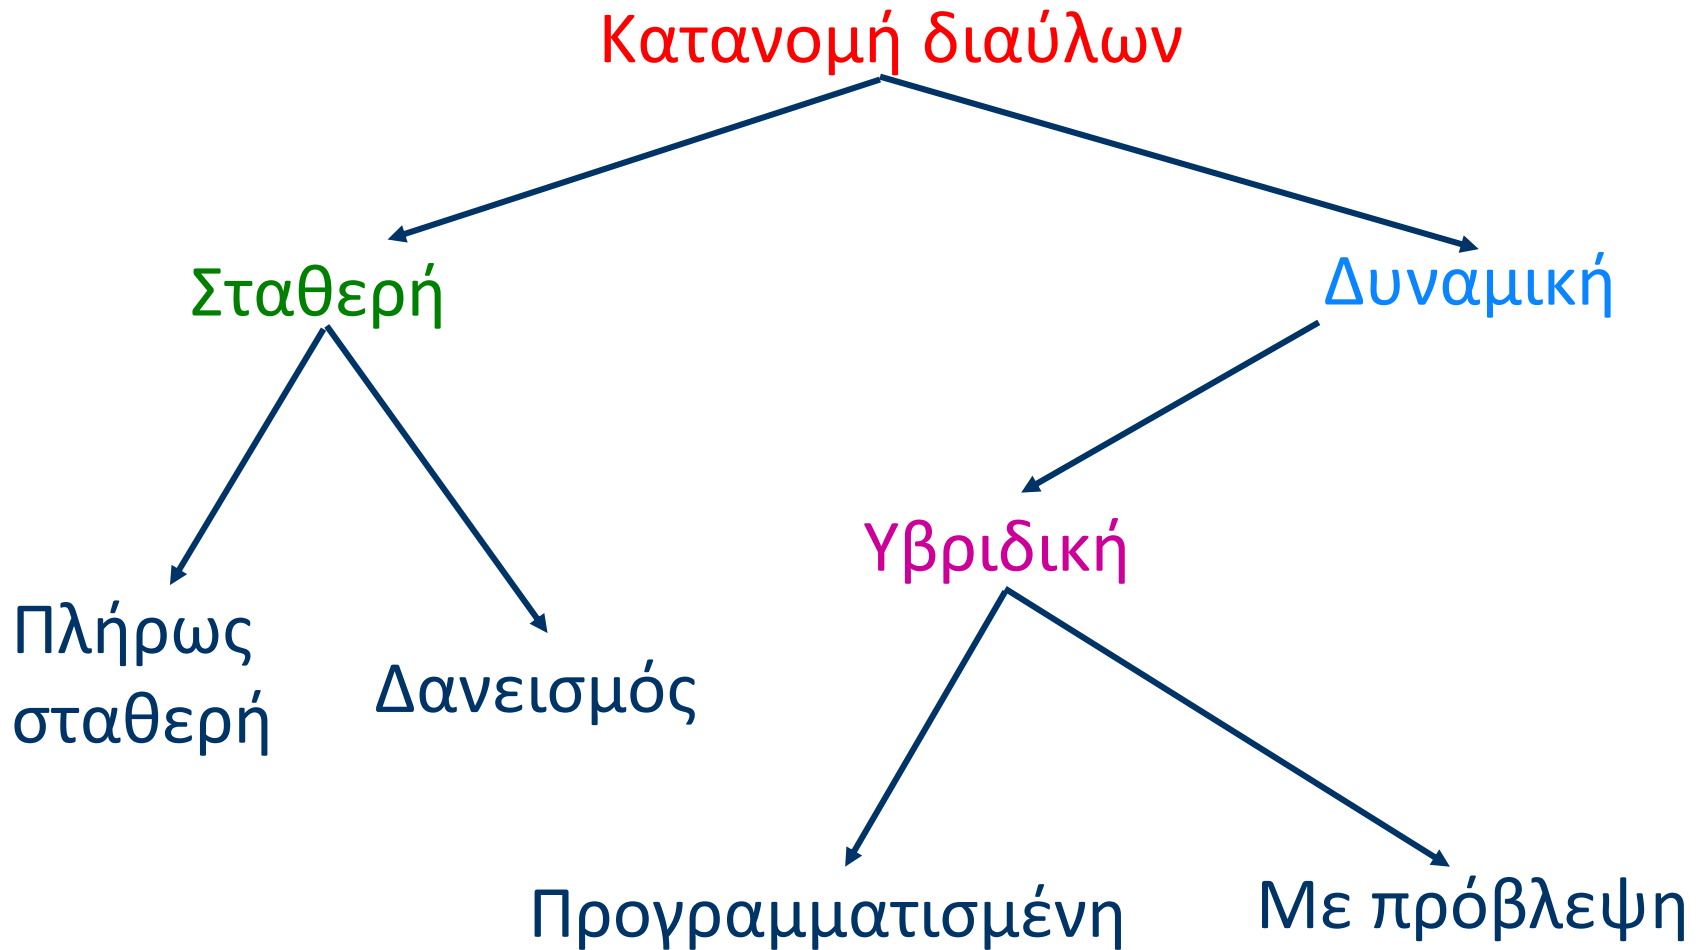 Κατανομή διαύλων
Σταθερή
Δυναμική
Υβριδική
Πλήρως
σταθερή
Δανεισμός
Προγραμματισμένη
Με πρόβλεψη